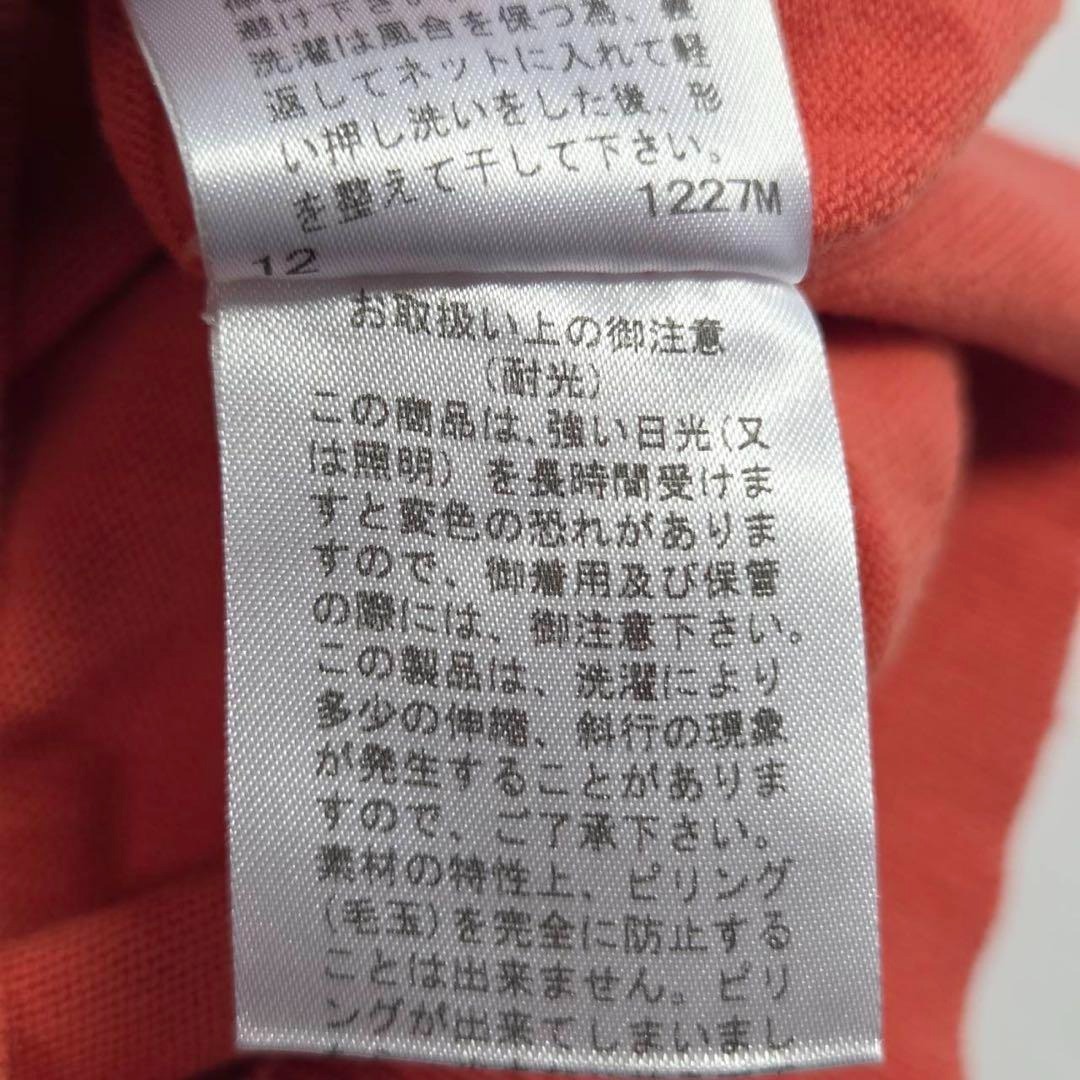 避け下さい。
洗濯は風合を保つ為、裏
返してネットに入れて軽
い押し洗いをした後、形
を整えて干して下さい。
1227M
12
お取扱い上の御注意
(耐光)
この商品は、強い日光(又
は照明)を長時間受けま
すと変色の恐れがありま
すので、御着用及び保管
の際には、御注意下さい。
この製品は、洗濯により
多少の伸縮、斜行の現象
が発生することがありま
すので、ご了承下さい。
素材の特性上、ピリング
(毛玉)を完全に防止する
ことは出来ません。ピリ
ングが出来てしまいまし